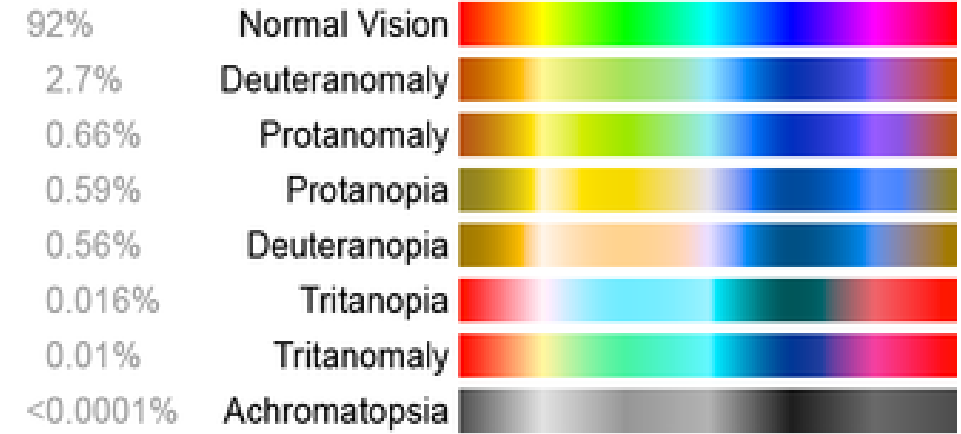 92% Normal Vision
2.7% Deuteranomaly
0.66% Protanomaly
0.59% Protanopia
0.56% Deuteranopia
0.016% Tritanopia
0.01% Tritanomaly
<0.0001% Achromatopsia